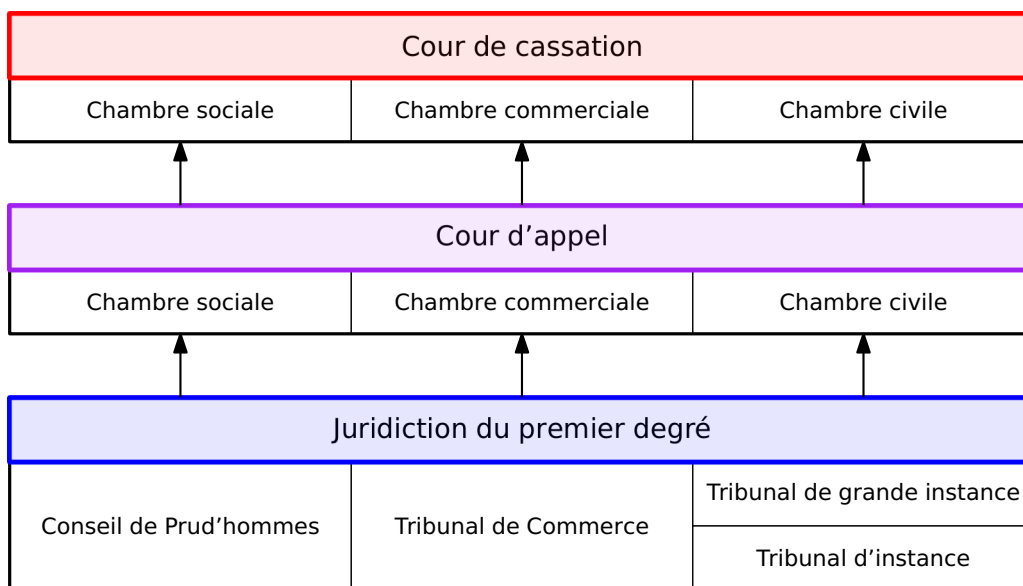 Cour de cassation
Chambre sociale
Chambre commerciale
Chambre civile
Cour d’appel
Chambre sociale
Chambre commerciale
Chambre civile
Juridiction du premier degré
Conseil de Prud’hommes
Tribunal de Commerce
Tribunal de grande instance
Tribunal d’instance